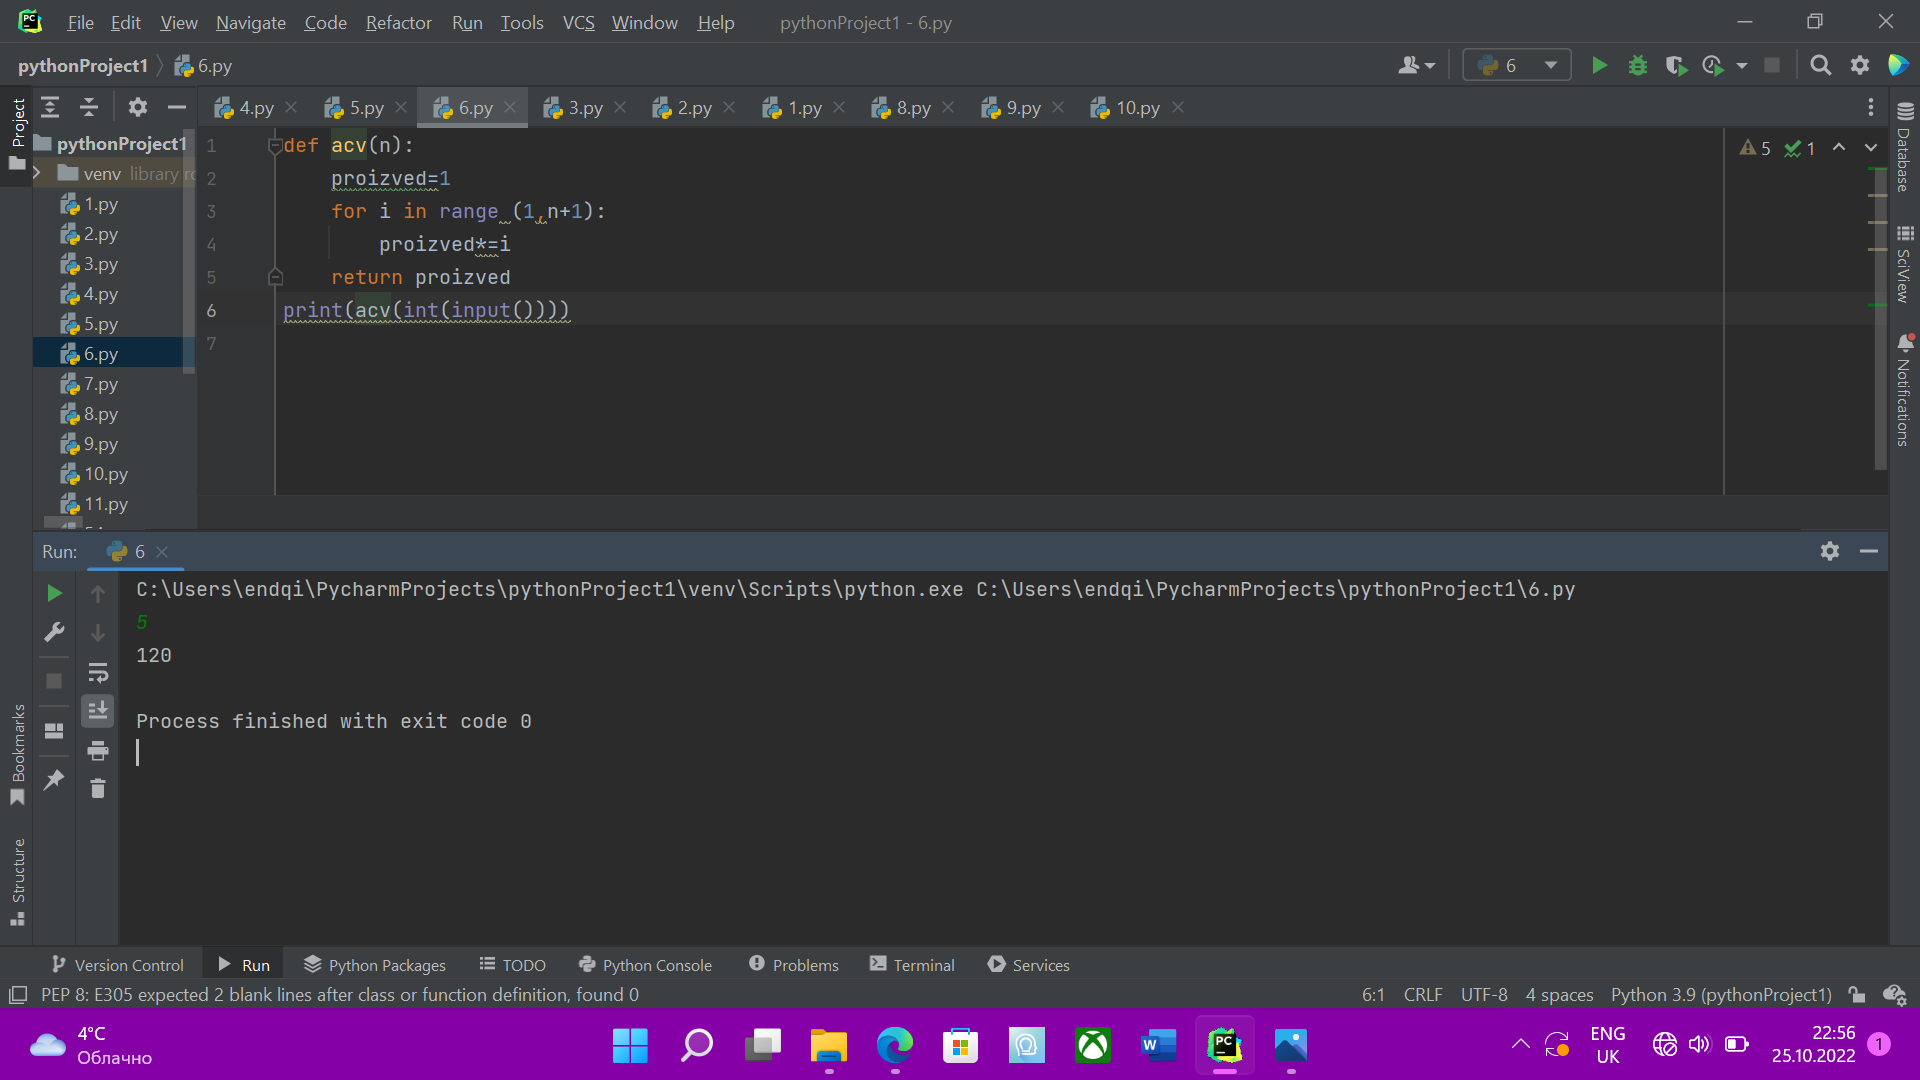 PC File Edit View Navigate Code Refactor Run Tools VCS Window Help pythonProject1 - 6.py
pythonProject1 6.py 6
4.py 5.py 6.py 3.py 2.py 1.py 8.py 9.py 10.py
Project
pythonProject1
venv library
1.py
2.py
3.py
4.py
5.py
6.py
7.py
8.py
9.py
10.py
11.py
1 def acv(n):
2 proizved=1
3 for i in range (1,n+1):
4 proizved*=i
5 return proizved
6 print(acv(int(input())))
7
5 1
Database
SciView
Notifications
Run: 6
C:\Users\endqi\PycharmProjects\pythonProject1\venv\Scripts\python.exe C:\Users\endqi\PycharmProjects\pythonProject1\6.py
5
120
Process finished with exit code 0
Bookmarks
Structure
Version Control Run Python Packages TODO Python Console Problems Terminal Services
PEP 8: E305 expected 2 blank lines after class or function definition, found 0 6:1 CRLF UTF-8 4 spaces Python 3.9 (pythonProject1)
4°C
Облачно
W
PC
ENG
UK
22:56
25.10.2022
1